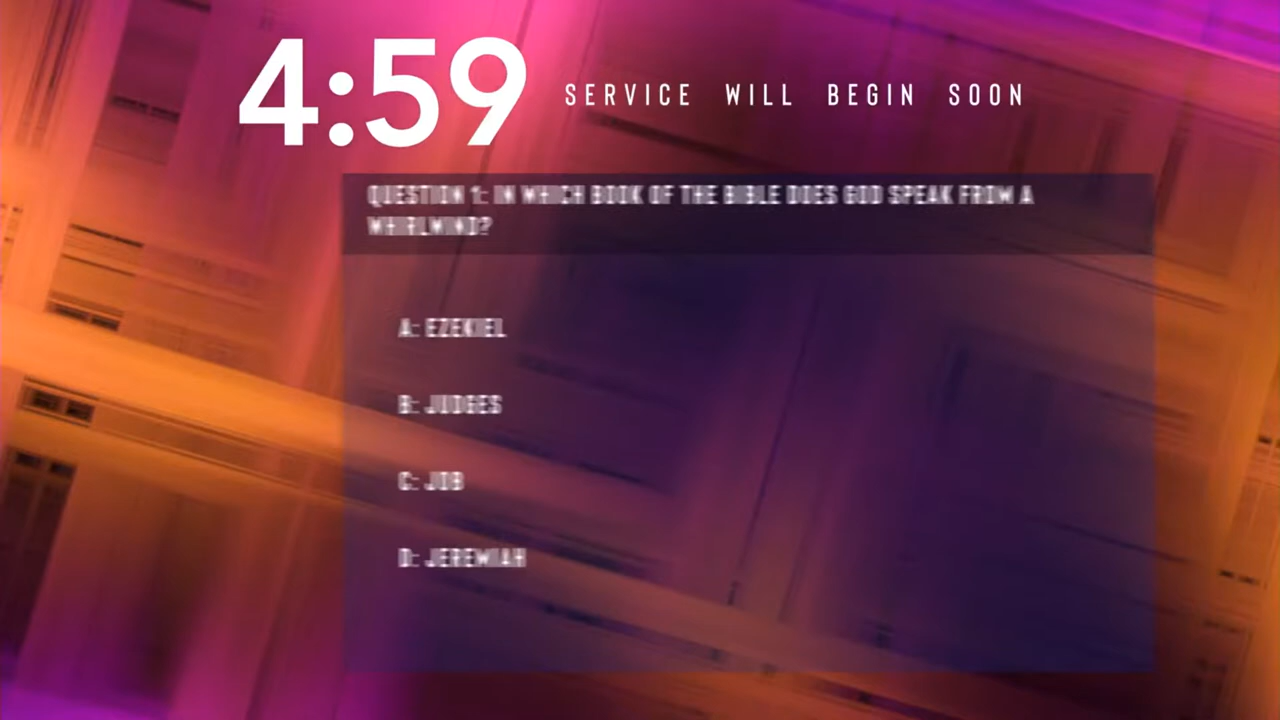 4:59
SERVICE WILL BEGIN SOON
QUESTION 1: IN WHICH BOOK OF THE BIBLE DOES GOD SPEAK FROM A
WHIRLWIND?
A: EZEKIEL
B: JUDGES
C: JOB
D: JEREMIAH